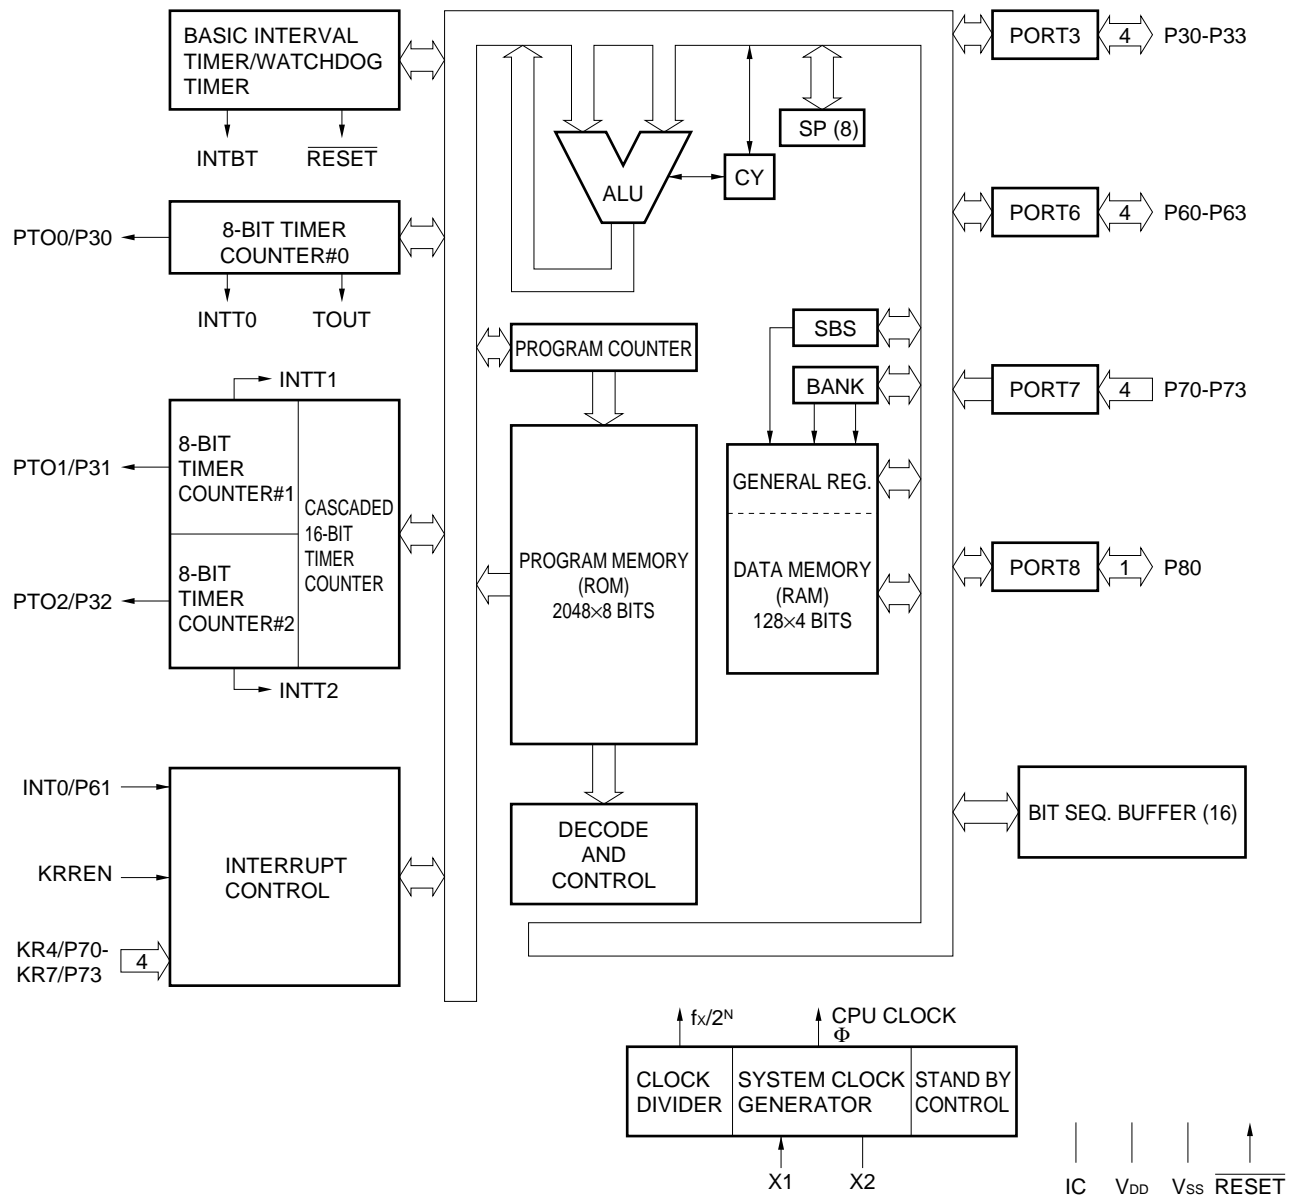 BASIC INTERVAL
TIMER/WATCHDOG
TIMER
INTBT
RESET
PTO0/P30
8-BIT TIMER
COUNTER#0
INTT0
TOUT
INTT1
PTO1/P31
8-BIT
TIMER
COUNTER#1
CASCADED
16-BIT
TIMER
COUNTER
PTO2/P32
8-BIT
TIMER
COUNTER#2
INTT2
INT0/P61
KRREN
KR4/P70-
KR7/P73
4
INTERRUPT
CONTROL
ALU
CY
SP (8)
PROGRAM COUNTER
PROGRAM MEMORY
(ROM)
2048×8 BITS
DECODE
AND
CONTROL
SBS
BANK
GENERAL REG.
DATA MEMORY
(RAM)
128×4 BITS
PORT3
4
P30-P33
PORT6
4
P60-P63
PORT7
4
P70-P73
PORT8
1
P80
BIT SEQ. BUFFER (16)
fX/2N
CPU CLOCK
Φ
CLOCK
DIVIDER
SYSTEM CLOCK
GENERATOR
STAND BY
CONTROL
X1
X2
IC
VDD
VSS
RESET